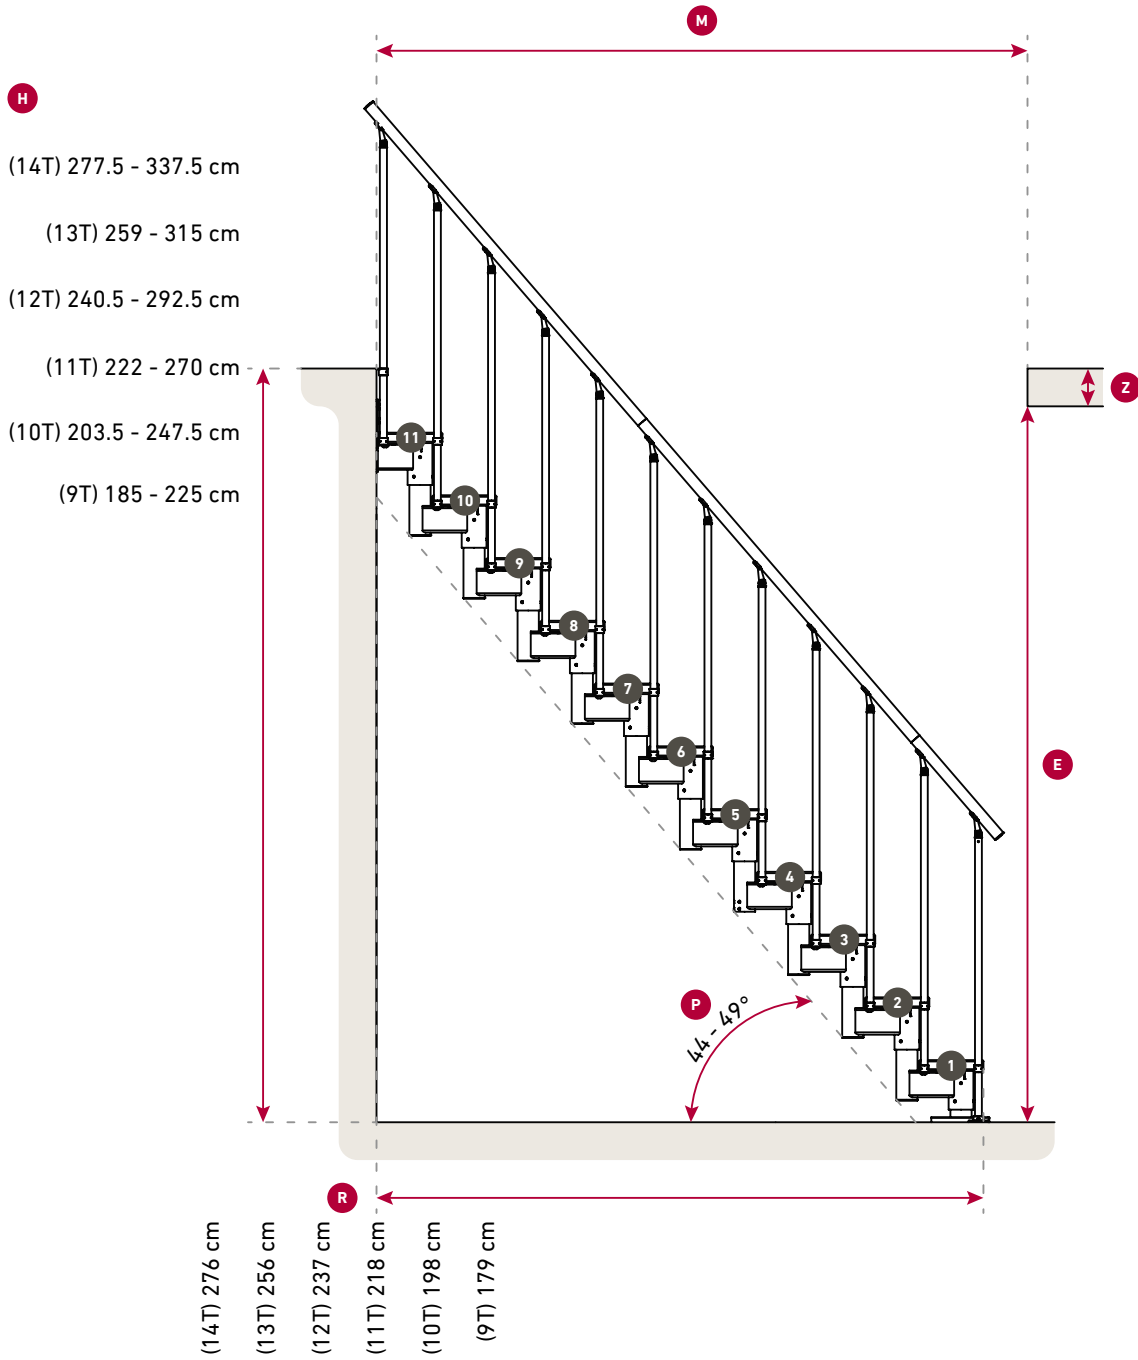 M
H
(14T) 277.5 - 337.5 cm
(13T) 259 - 315 cm
(12T) 240.5 - 292.5 cm
(11T) 222 - 270 cm
Z
(10T) 203.5 - 247.5 cm
11
(9T) 185 - 225 cm
10
9
8
7
6
E
5
4
3
P
44 - 49°
2
1
R
(14T) 276 cm
(13T) 256 cm
(12T) 237 cm
(11T) 218 cm
(10T) 198 cm
(9T) 179 cm